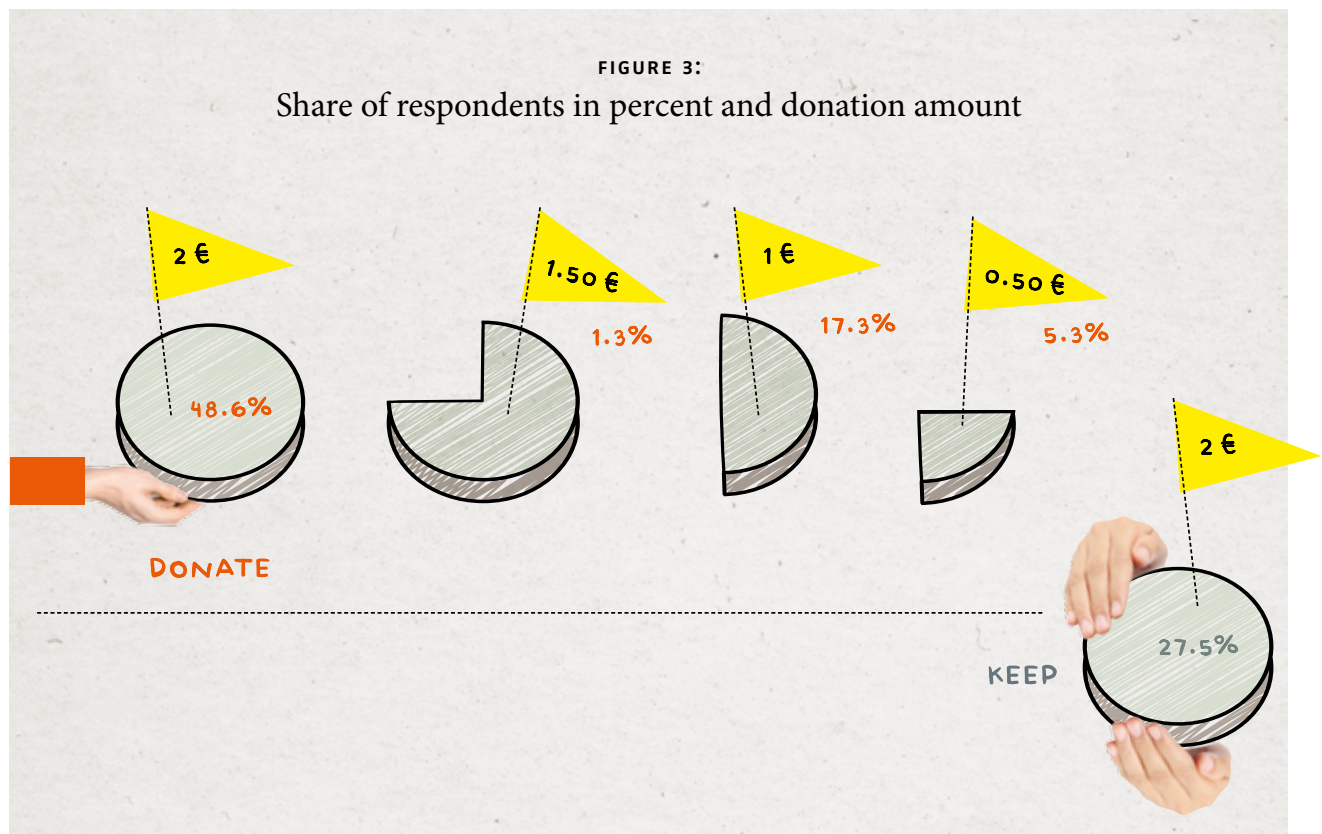 FIGURE 3:
Share of respondents in percent and donation amount
2 €
1.50 €
1 €
0.50 €
1.3%
17.3%
5.3%
48.6%
2 €
DONATE
27.5%
KEEP